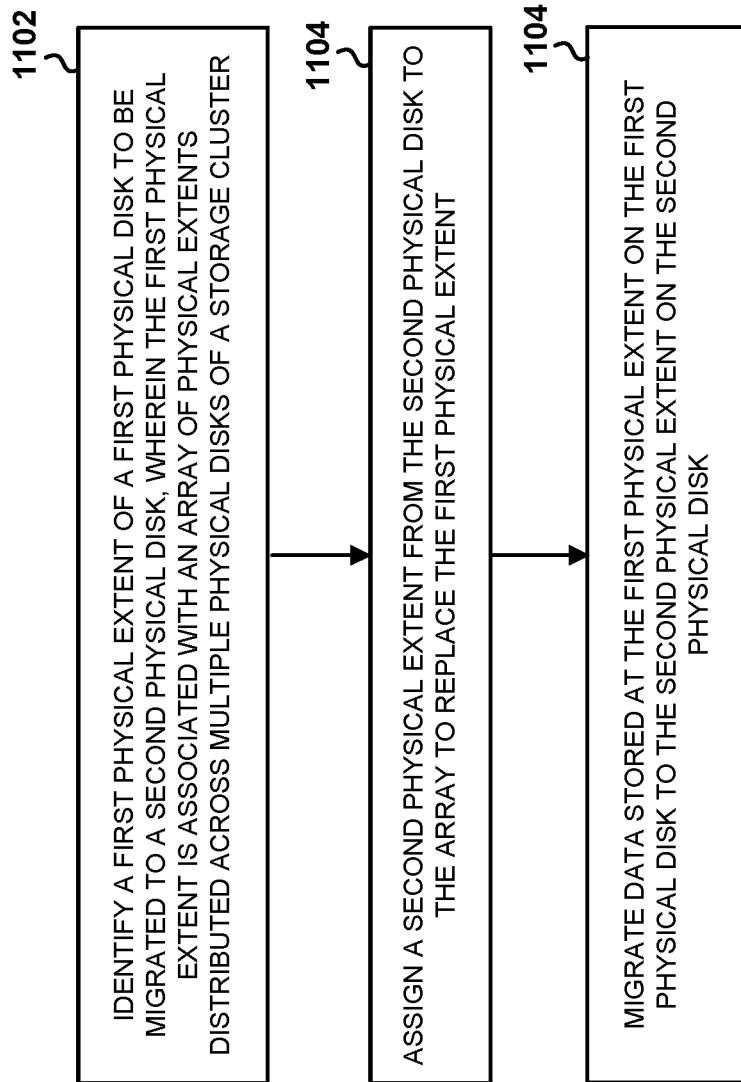 1102
IDENTIFY A FIRST PHYSICAL EXTENT OF A FIRST PHYSICAL DISK TO BE
MIGRATED TO A SECOND PHYSICAL DISK, WHEREIN THE FIRST PHYSICAL
EXTENT IS ASSOCIATED WITH AN ARRAY OF PHYSICAL EXTENTS
DISTRIBUTED ACROSS MULTIPLE PHYSICAL DISKS OF A STORAGE CLUSTER
1104
ASSIGN A SECOND PHYSICAL EXTENT FROM THE SECOND PHYSICAL DISK TO
THE ARRAY TO REPLACE THE FIRST PHYSICAL EXTENT
1104
MIGRATE DATA STORED AT THE FIRST PHYSICAL EXTENT ON THE FIRST
PHYSICAL DISK TO THE SECOND PHYSICAL EXTENT ON THE SECOND
PHYSICAL DISK